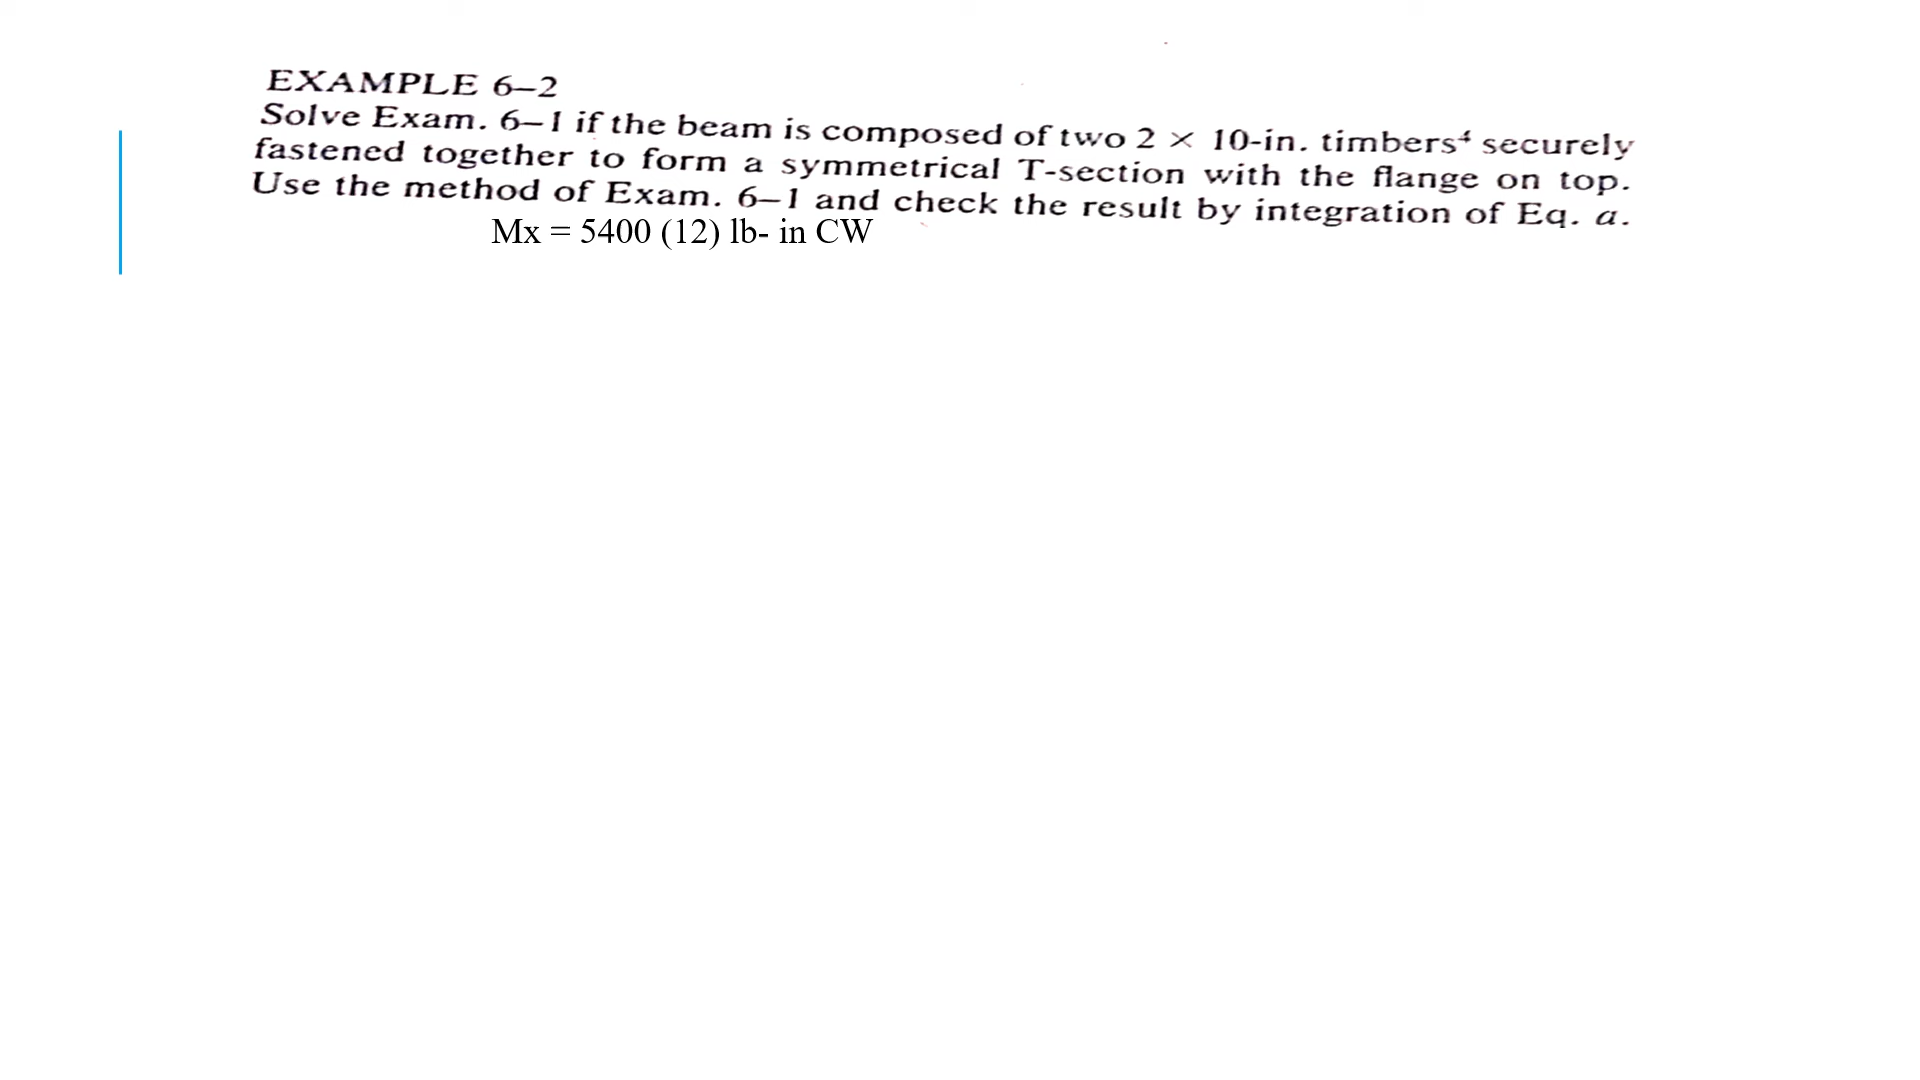 EXAMPLE 6–2
Solve Exam. 6–1 if the beam is composed of two 2 × 10-in. timbers⁴ securely
fastened together to form a symmetrical T-section with the flange on top.
Use the method of Exam. 6–1 and check the result by integration of Eq. a.
Mx = 5400 (12) lb- in CW